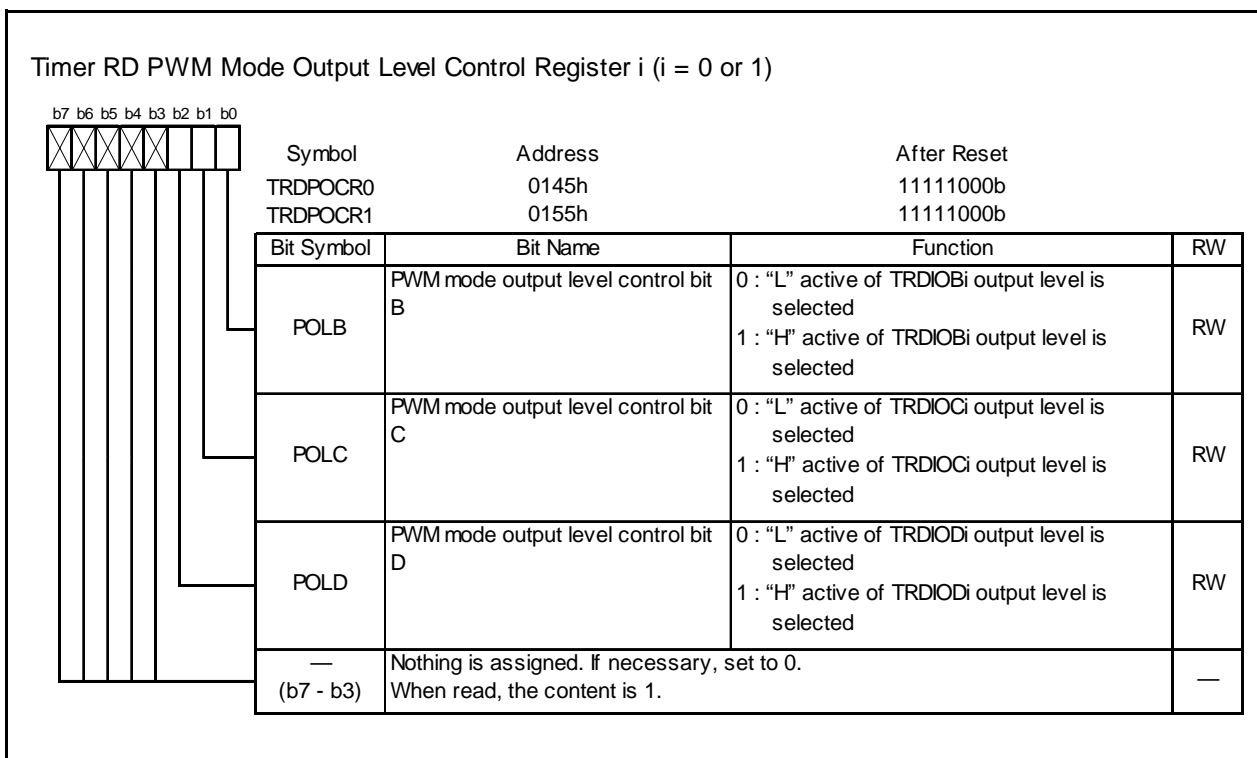 Timer RD PWM Mode Output Level Control Register i (i = 0 or 1)
b7 b6 b5 b4 b3 b2 b1 b0
Symbol Address After Reset
TRDPOCR0 0145h 11111000b
TRDPOCR1 0155h 11111000b
Bit Symbol Bit Name Function RW
POLB
PWM mode output level control bit
B
0 : “L” active of TRDIOBi output level is
selected
1 : “H” active of TRDIOBi output level is
selected
RW
POLC
PWM mode output level control bit
C
0 : “L” active of TRDIOCi output level is
selected
1 : “H” active of TRDIOCi output level is
selected
RW
POLD
PWM mode output level control bit
D
0 : “L” active of TRDIODi output level is
selected
1 : “H” active of TRDIODi output level is
selected
RW
—
(b7 - b3)
Nothing is assigned. If necessary, set to 0.
When read, the content is 1.
—